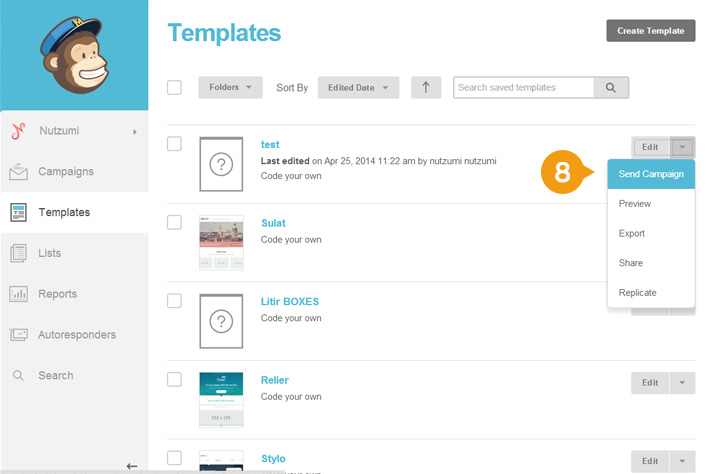 Templates
Create Template
Folders
Sort By
Edited Date
Search saved templates
Nutzumi
Campaigns
Templates
Lists
Reports
Autoresponders
Search
test
Last edited on Apr 25, 2014 11:22 am by nutzumi nutzumi
Code your own
Edit
8
Send Campaign
Preview
Export
Share
Replicate
Sulat
Code your own
Litir BOXES
Code your own
Relier
Code your own
Edit
Stylo
Edit